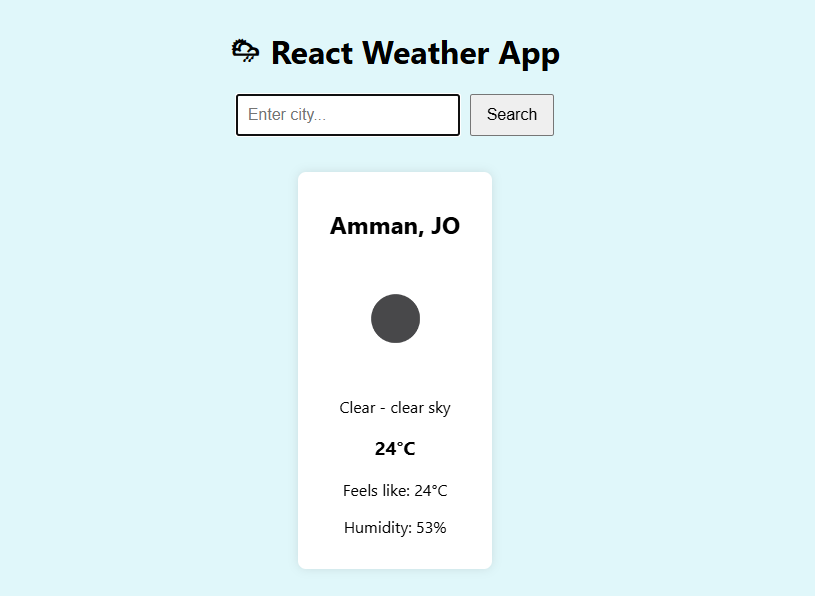 React Weather App
Enter city...
Search
Amman, JO
Clear - clear sky
24°C
Feels like: 24°C
Humidity: 53%